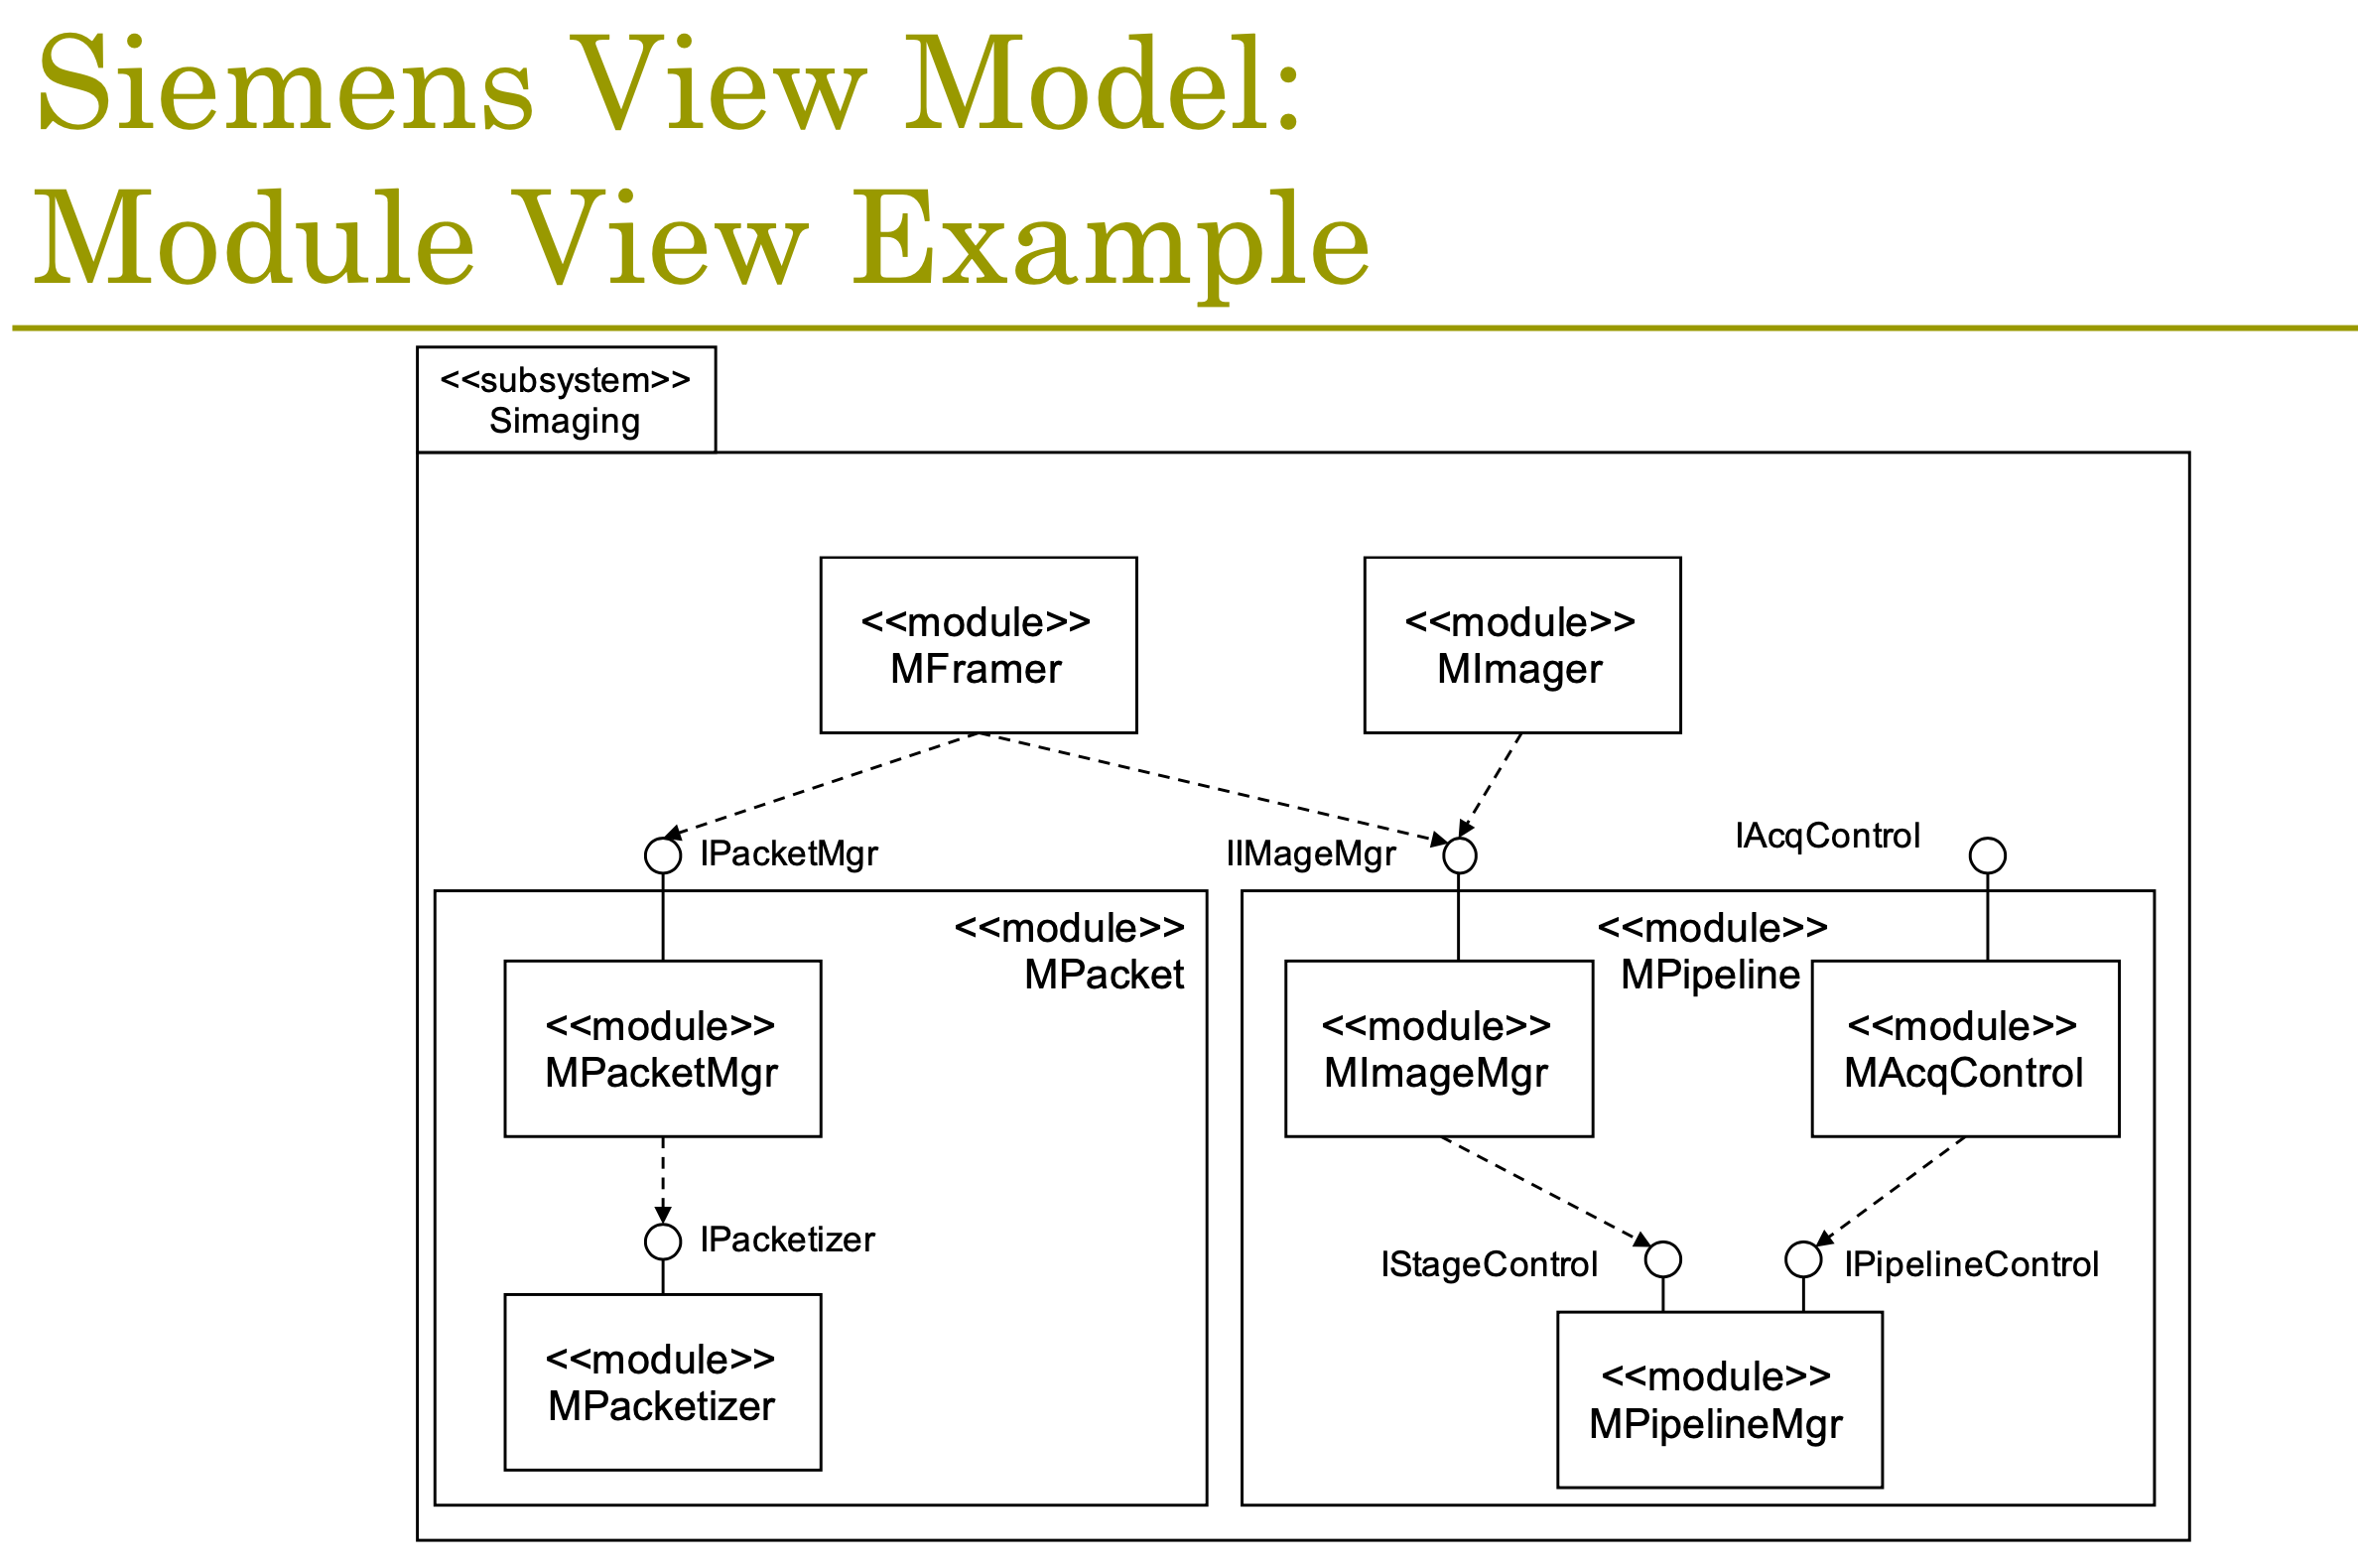 Siemens View Model:
Module View Example
<<subsystem>>
Simaging
<<module>>
MFramer
<<module>>
MImager
IPacketMgr
IIMageMgr
IAcqControl
<<module>>
MPacket
<<module>>
MPipeline
<<module>>
MPacketMgr
<<module>>
MImageMgr
<<module>>
MAcqControl
IPacketizer
IStageControl
IPipelineControl
<<module>>
MPacketizer
<<module>>
MPipelineMgr